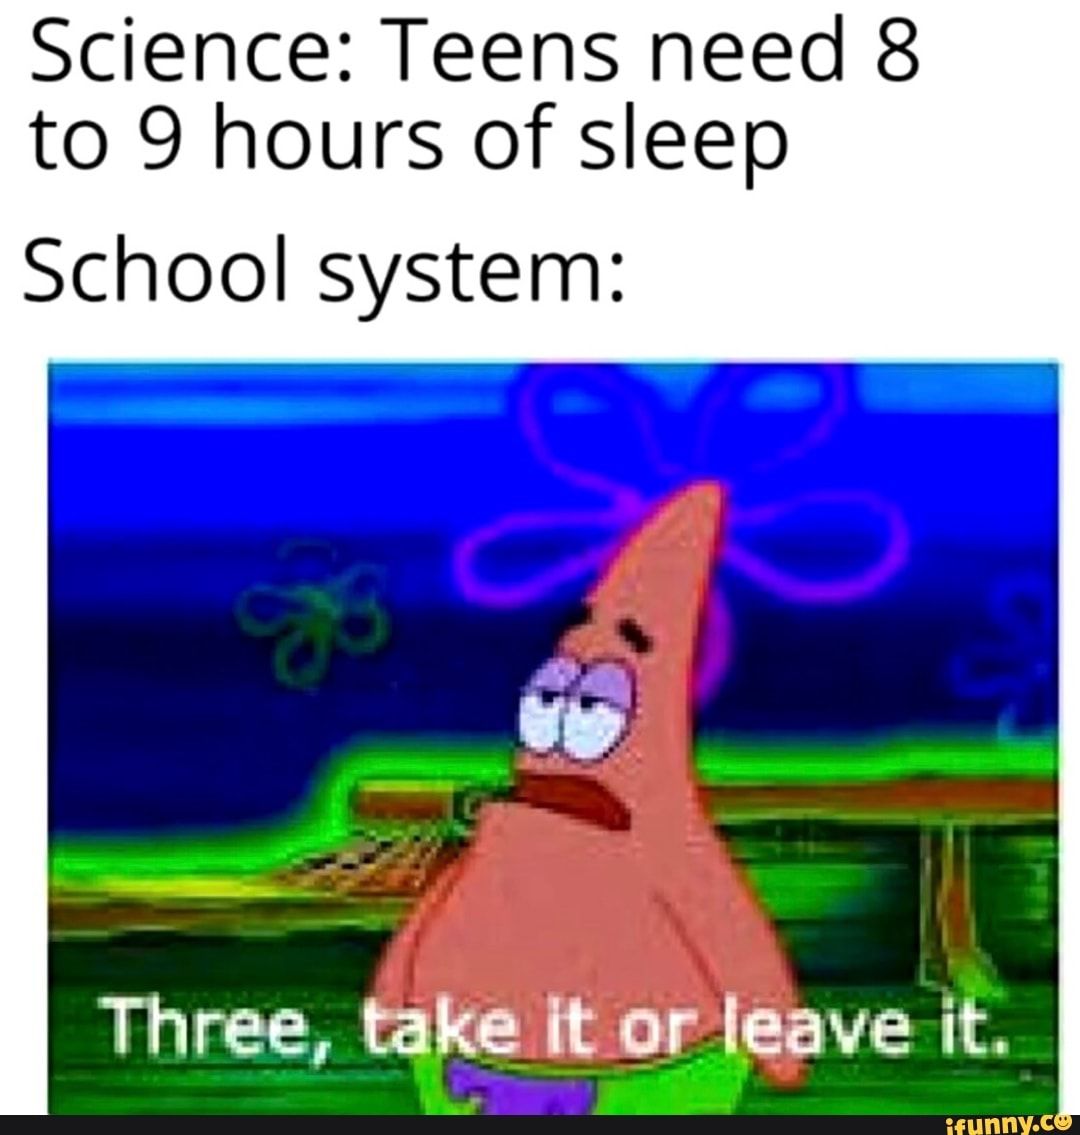 Science: Teens need 8
to 9 hours of sleep
School system:
Three, take it or leave it.
ifunny.co